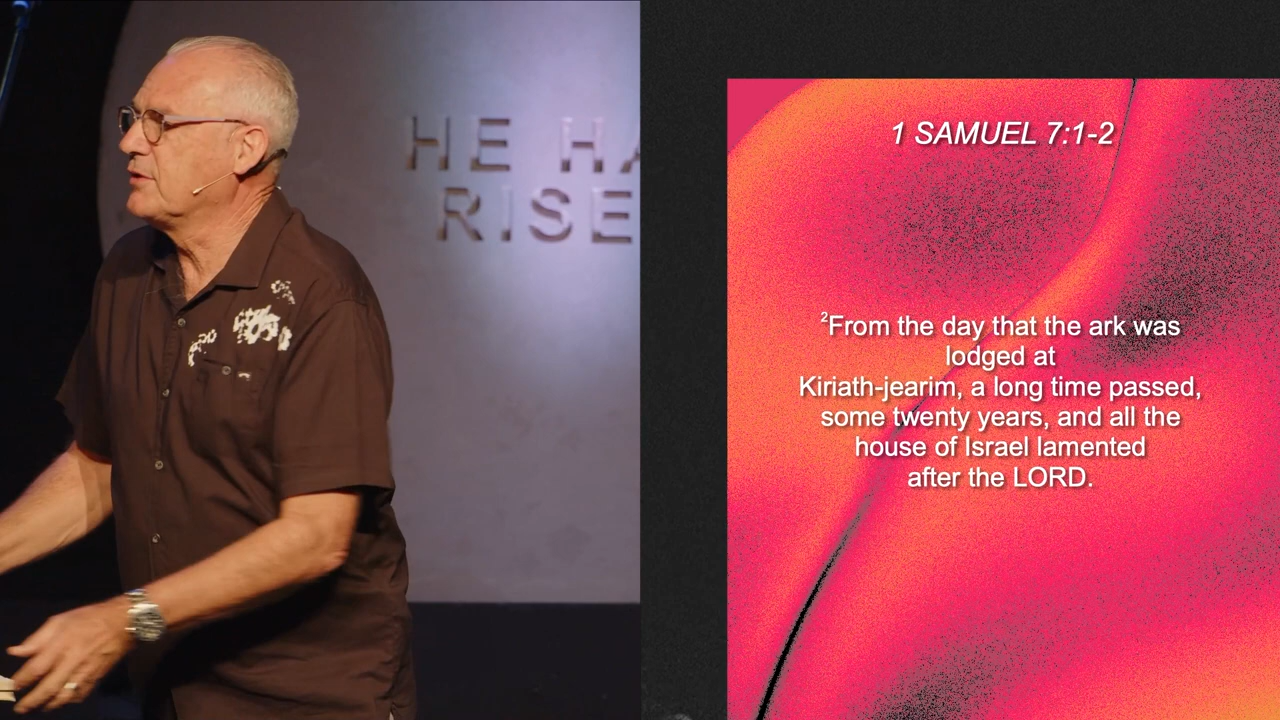 HE HA
RISE
1 SAMUEL 7:1-2
²From the day that the ark was
lodged at
Kiriath-jearim, a long time passed,
some twenty years, and all the
house of Israel lamented
after the LORD.